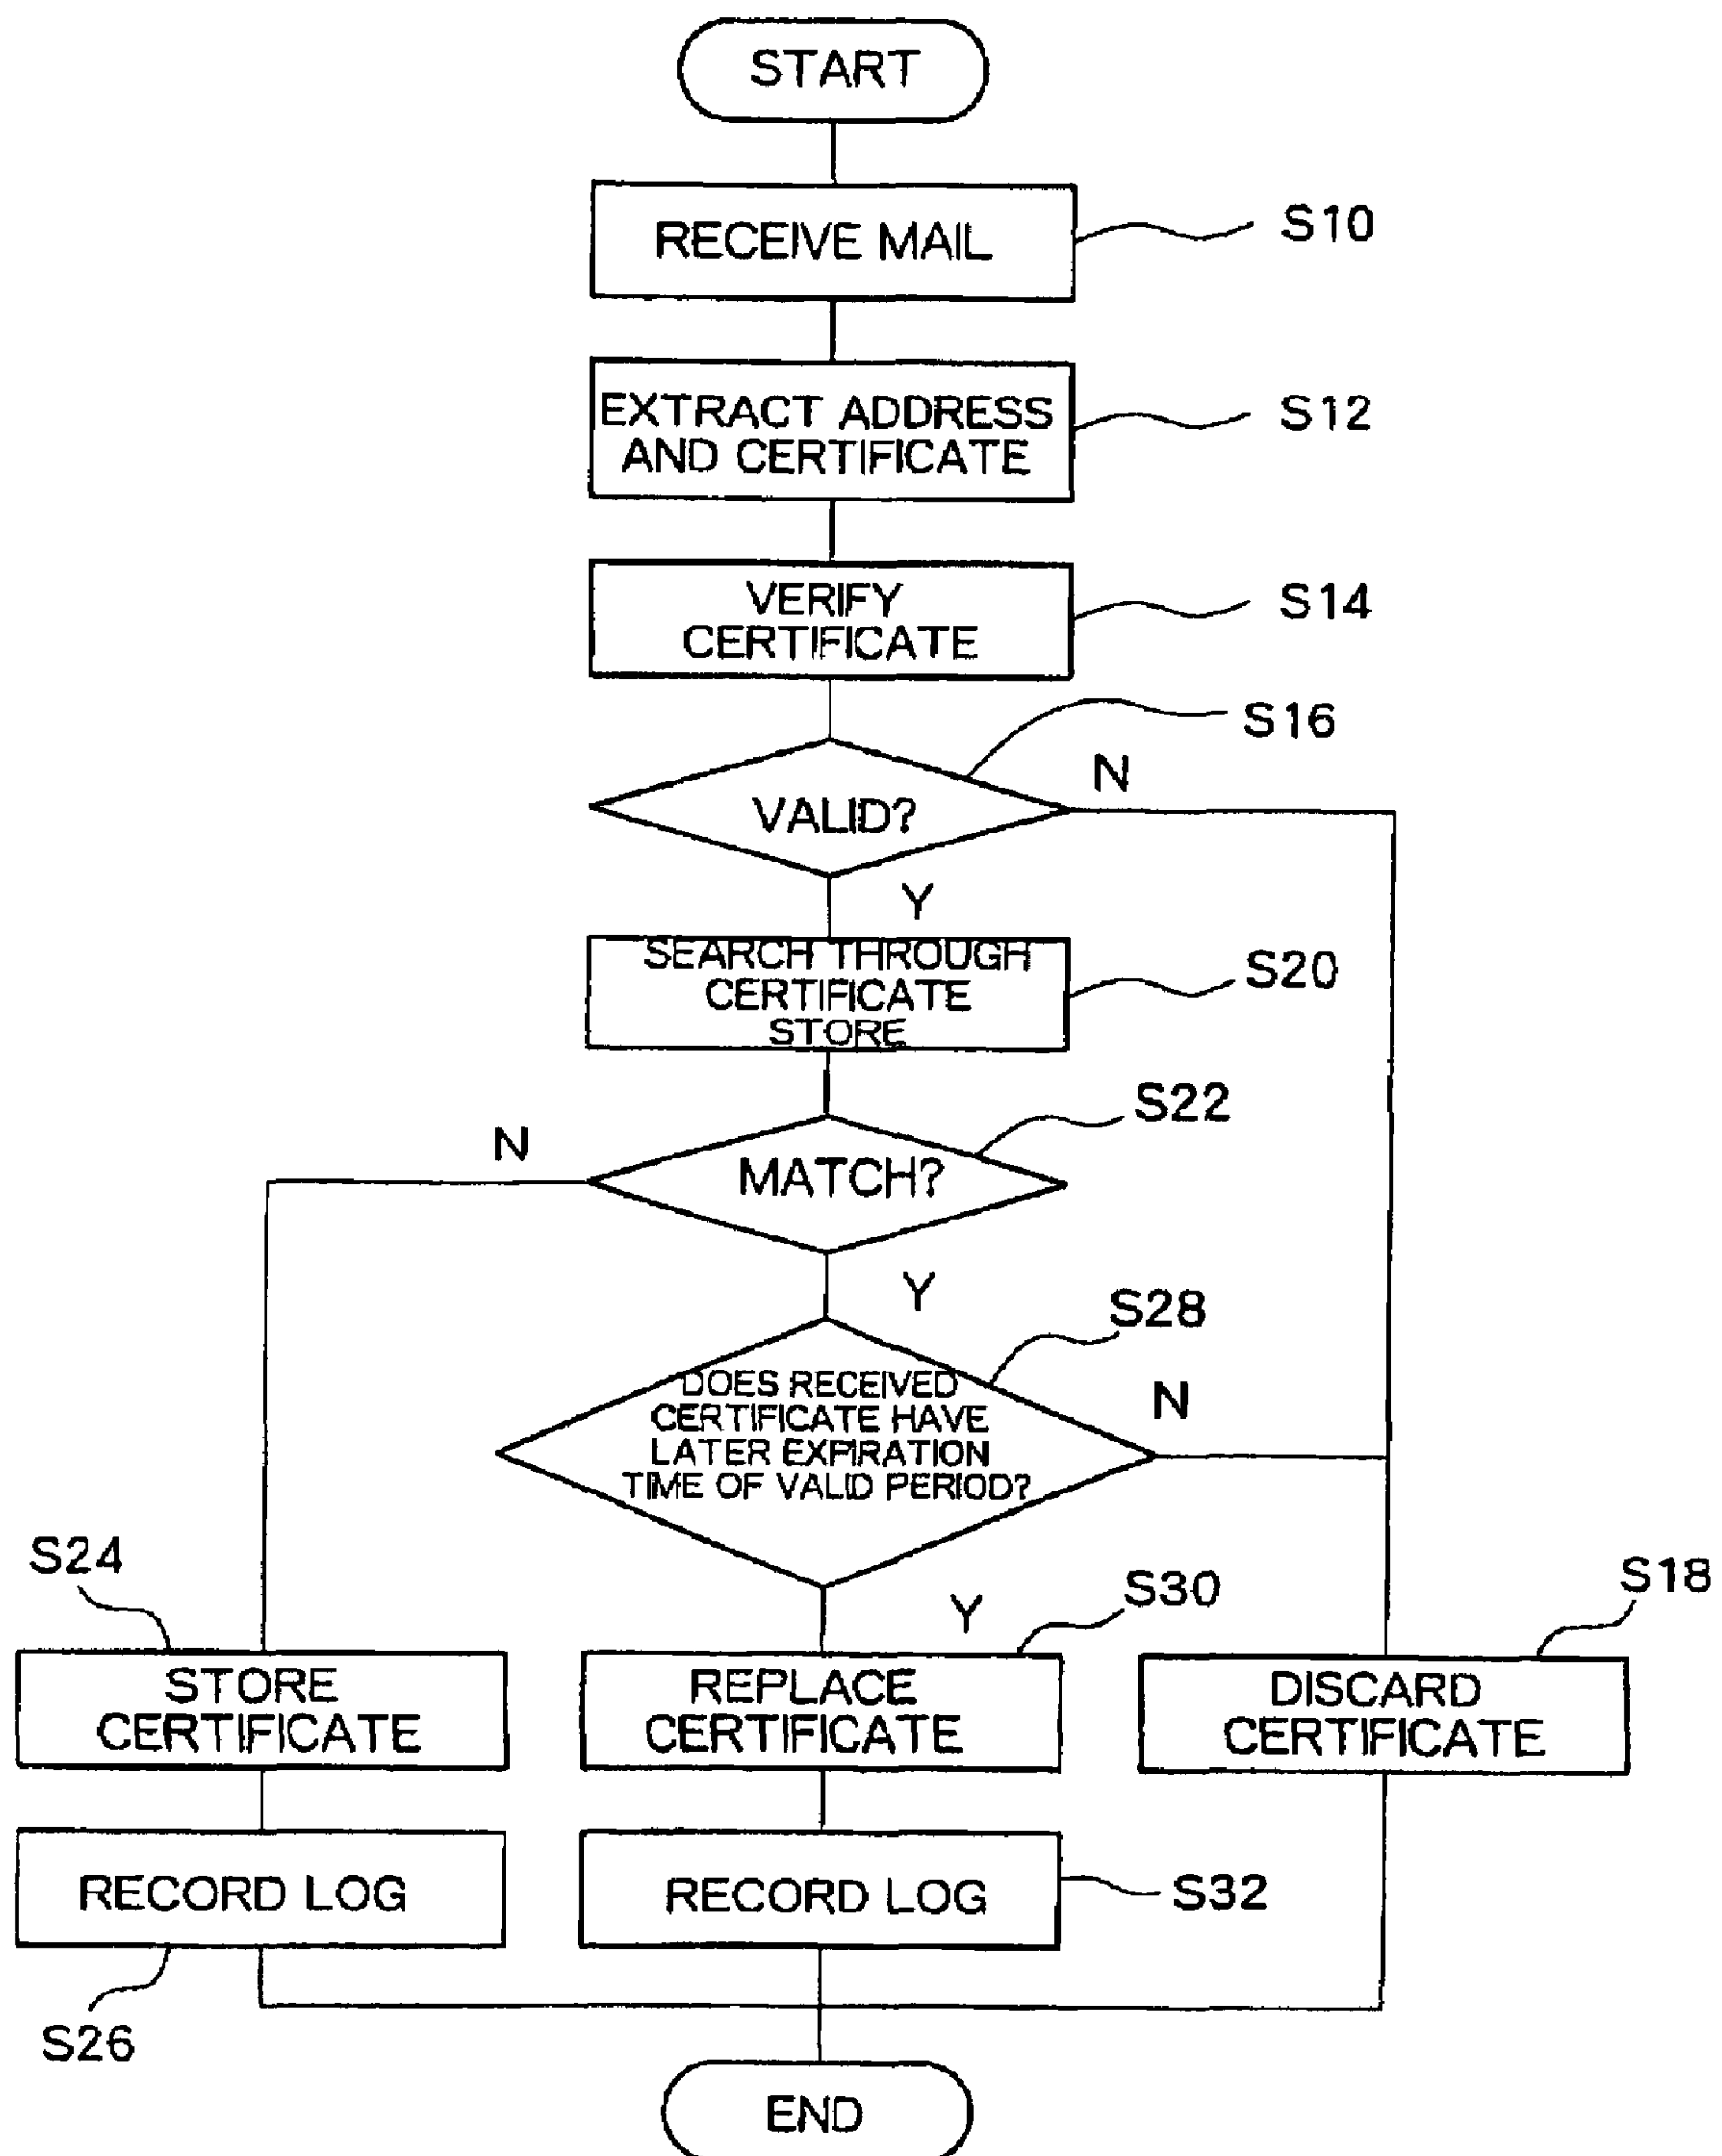 START
RECEIVE MAIL
S10
EXTRACT ADDRESS
AND CERTIFICATE
S12
VERIFY
CERTIFICATE
S14
S16
VALID?
N
Y
SEARCH THROUGH
CERTIFICATE
STORE
S20
S22
MATCH?
N
Y
S28
DOES RECEIVED
CERTIFICATE HAVE
LATER EXPIRATION
TIME OF VALID PERIOD?
N
Y
S24
STORE
CERTIFICATE
S30
REPLACE
CERTIFICATE
S18
DISCARD
CERTIFICATE
RECORD LOG
S26
RECORD LOG
S32
END